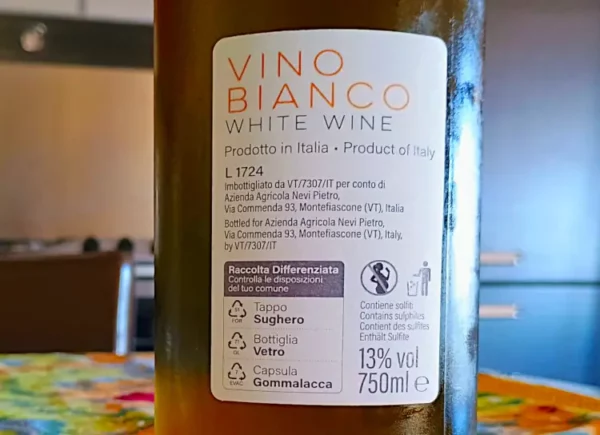 VINO
BIANCO
WHITE WINE
Prodotto in Italia • Product of Italy
L 1724
Imbottigliato da VT/7307/IT per conto di
Azienda Agricola Nevi Pietro,
Via Commenda 93, Montefiascone (VT), Italia
Bottled for Azienda Agricola Nevi Pietro,
Via Commenda 93, Montefiascone (VT), Italy,
by VT/7307/IT
Raccolta Differenziata
Controlla le disposizioni
del tuo comune
FOR
Tappo
Sughero
GL
Bottiglia
Vetro
C/VAC
Capsula
Gommalacca
Contiene solfiti
Contains sulphites
Contient des sulfites
Enthält Sulfite
13% vol
750ml e